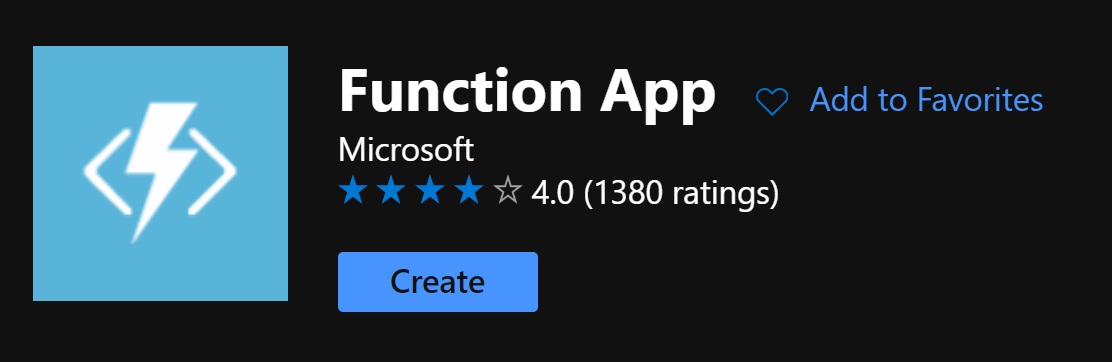 Function App
Add to Favorites
Microsoft
4.0 (1380 ratings)
Create